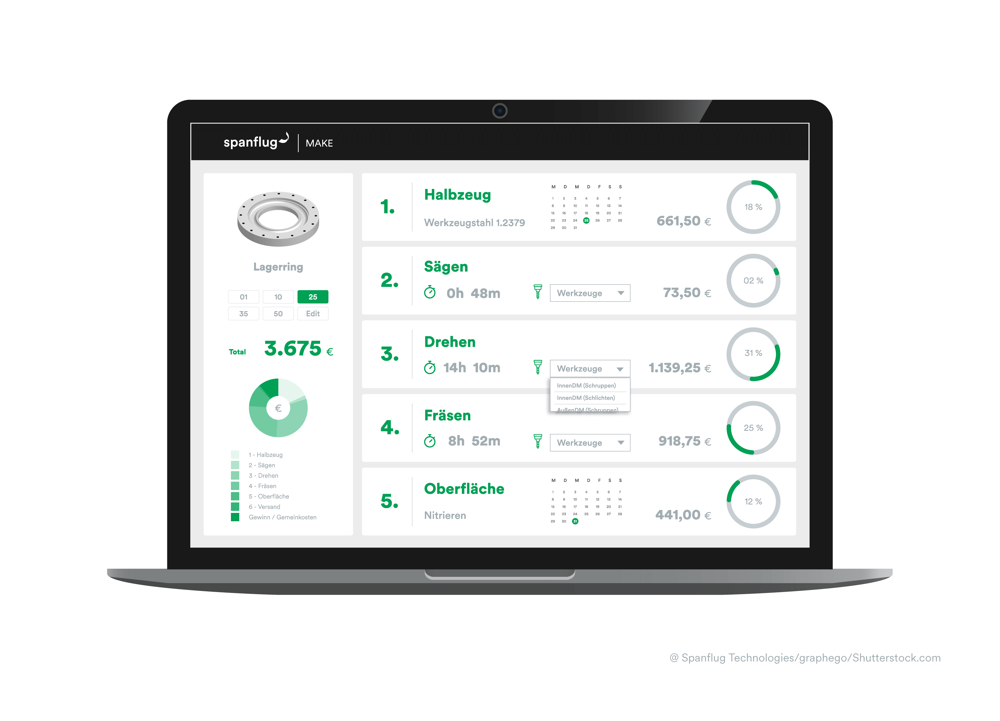 spanflug | MAKE
Lagerring
01 10 25
35 50 Edit
Total 3.675 €
€
1 - Halbzeug
2 - Sägen
3 - Drehen
4 - Fräsen
5 - Oberfläche
6 - Versand
Gewinn / Gemeinkosten
1.
Halbzeug
Werkzeugstahl 1.2379
M D M D F S S
1 2 3 4 5 6 7
8 9 10 11 12 13 14
15 16 17 18 19 20 21
22 23 24 25 26 27 28
29 30 31
661,50 €
18 %
2.
Sägen
0h 48m
Werkzeuge
73,50 €
02 %
3.
Drehen
14h 10m
Werkzeuge
InnenDM (Schruppen)
InnenDM (Schlichten)
AußenDM (Schruppen)
1.139,25 €
31 %
4.
Fräsen
8h 52m
Werkzeuge
918,75 €
25 %
5.
Oberfläche
Nitrieren
M D M D F S S
1 2 3 4 5 6 7
8 9 10 11 12 13 14
15 16 17 18 19 20 21
22 23 24 25 26 27 28
29 30 31
441,00 €
12 %
@ Spanflug Technologies/graphego/Shutterstock.com